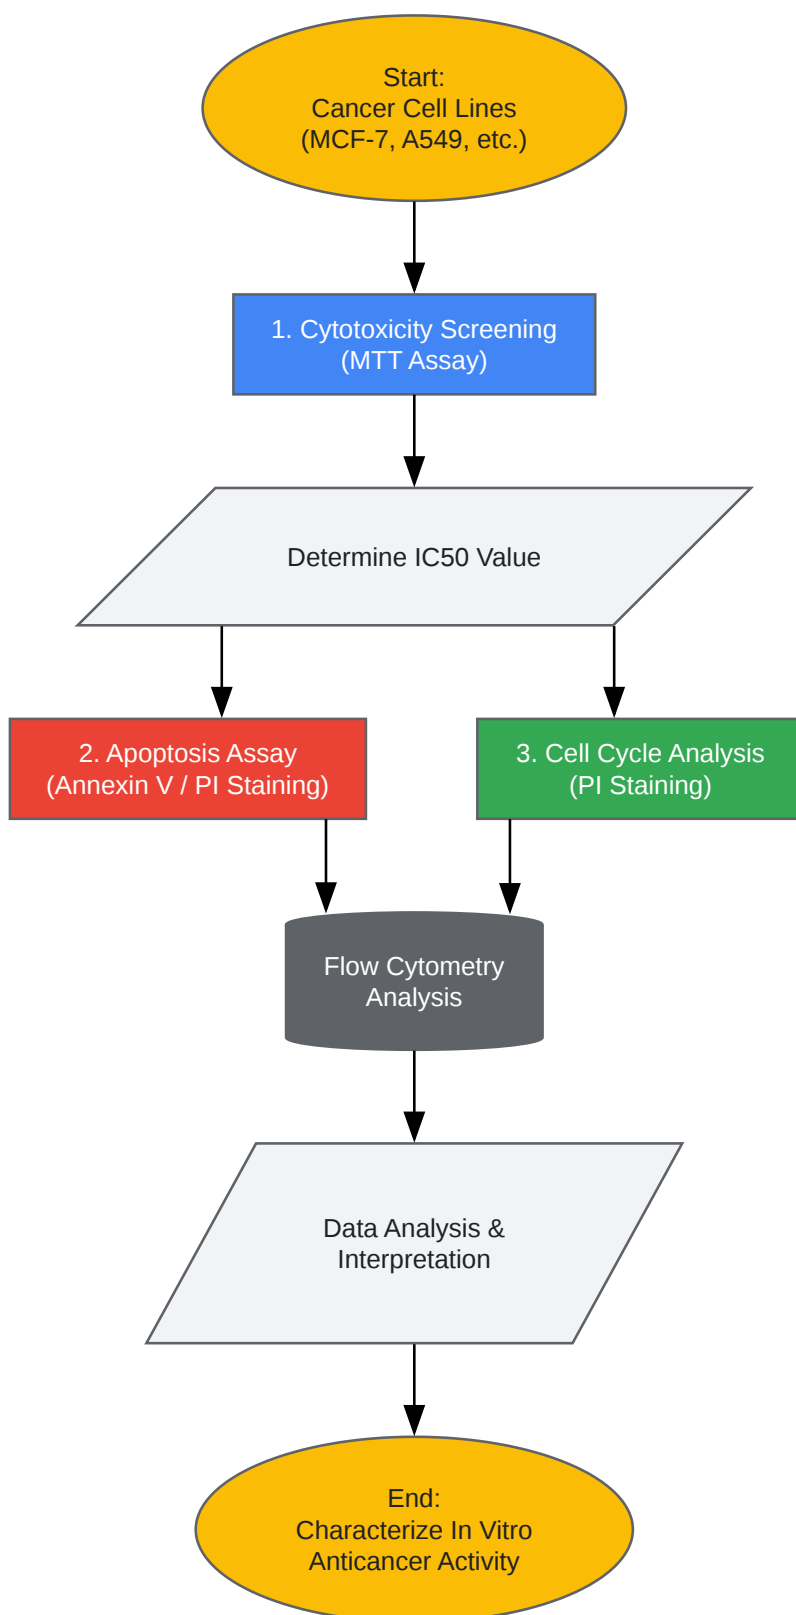 Start:
Cancer Cell Lines
(MCF-7, A549, etc.)
1. Cytotoxicity Screening
(MTT Assay)
Determine IC50 Value
2. Apoptosis Assay
(Annexin V / PI Staining)
3. Cell Cycle Analysis
(PI Staining)
Flow Cytometry
Analysis
Data Analysis &
Interpretation
End:
Characterize In Vitro
Anticancer Activity